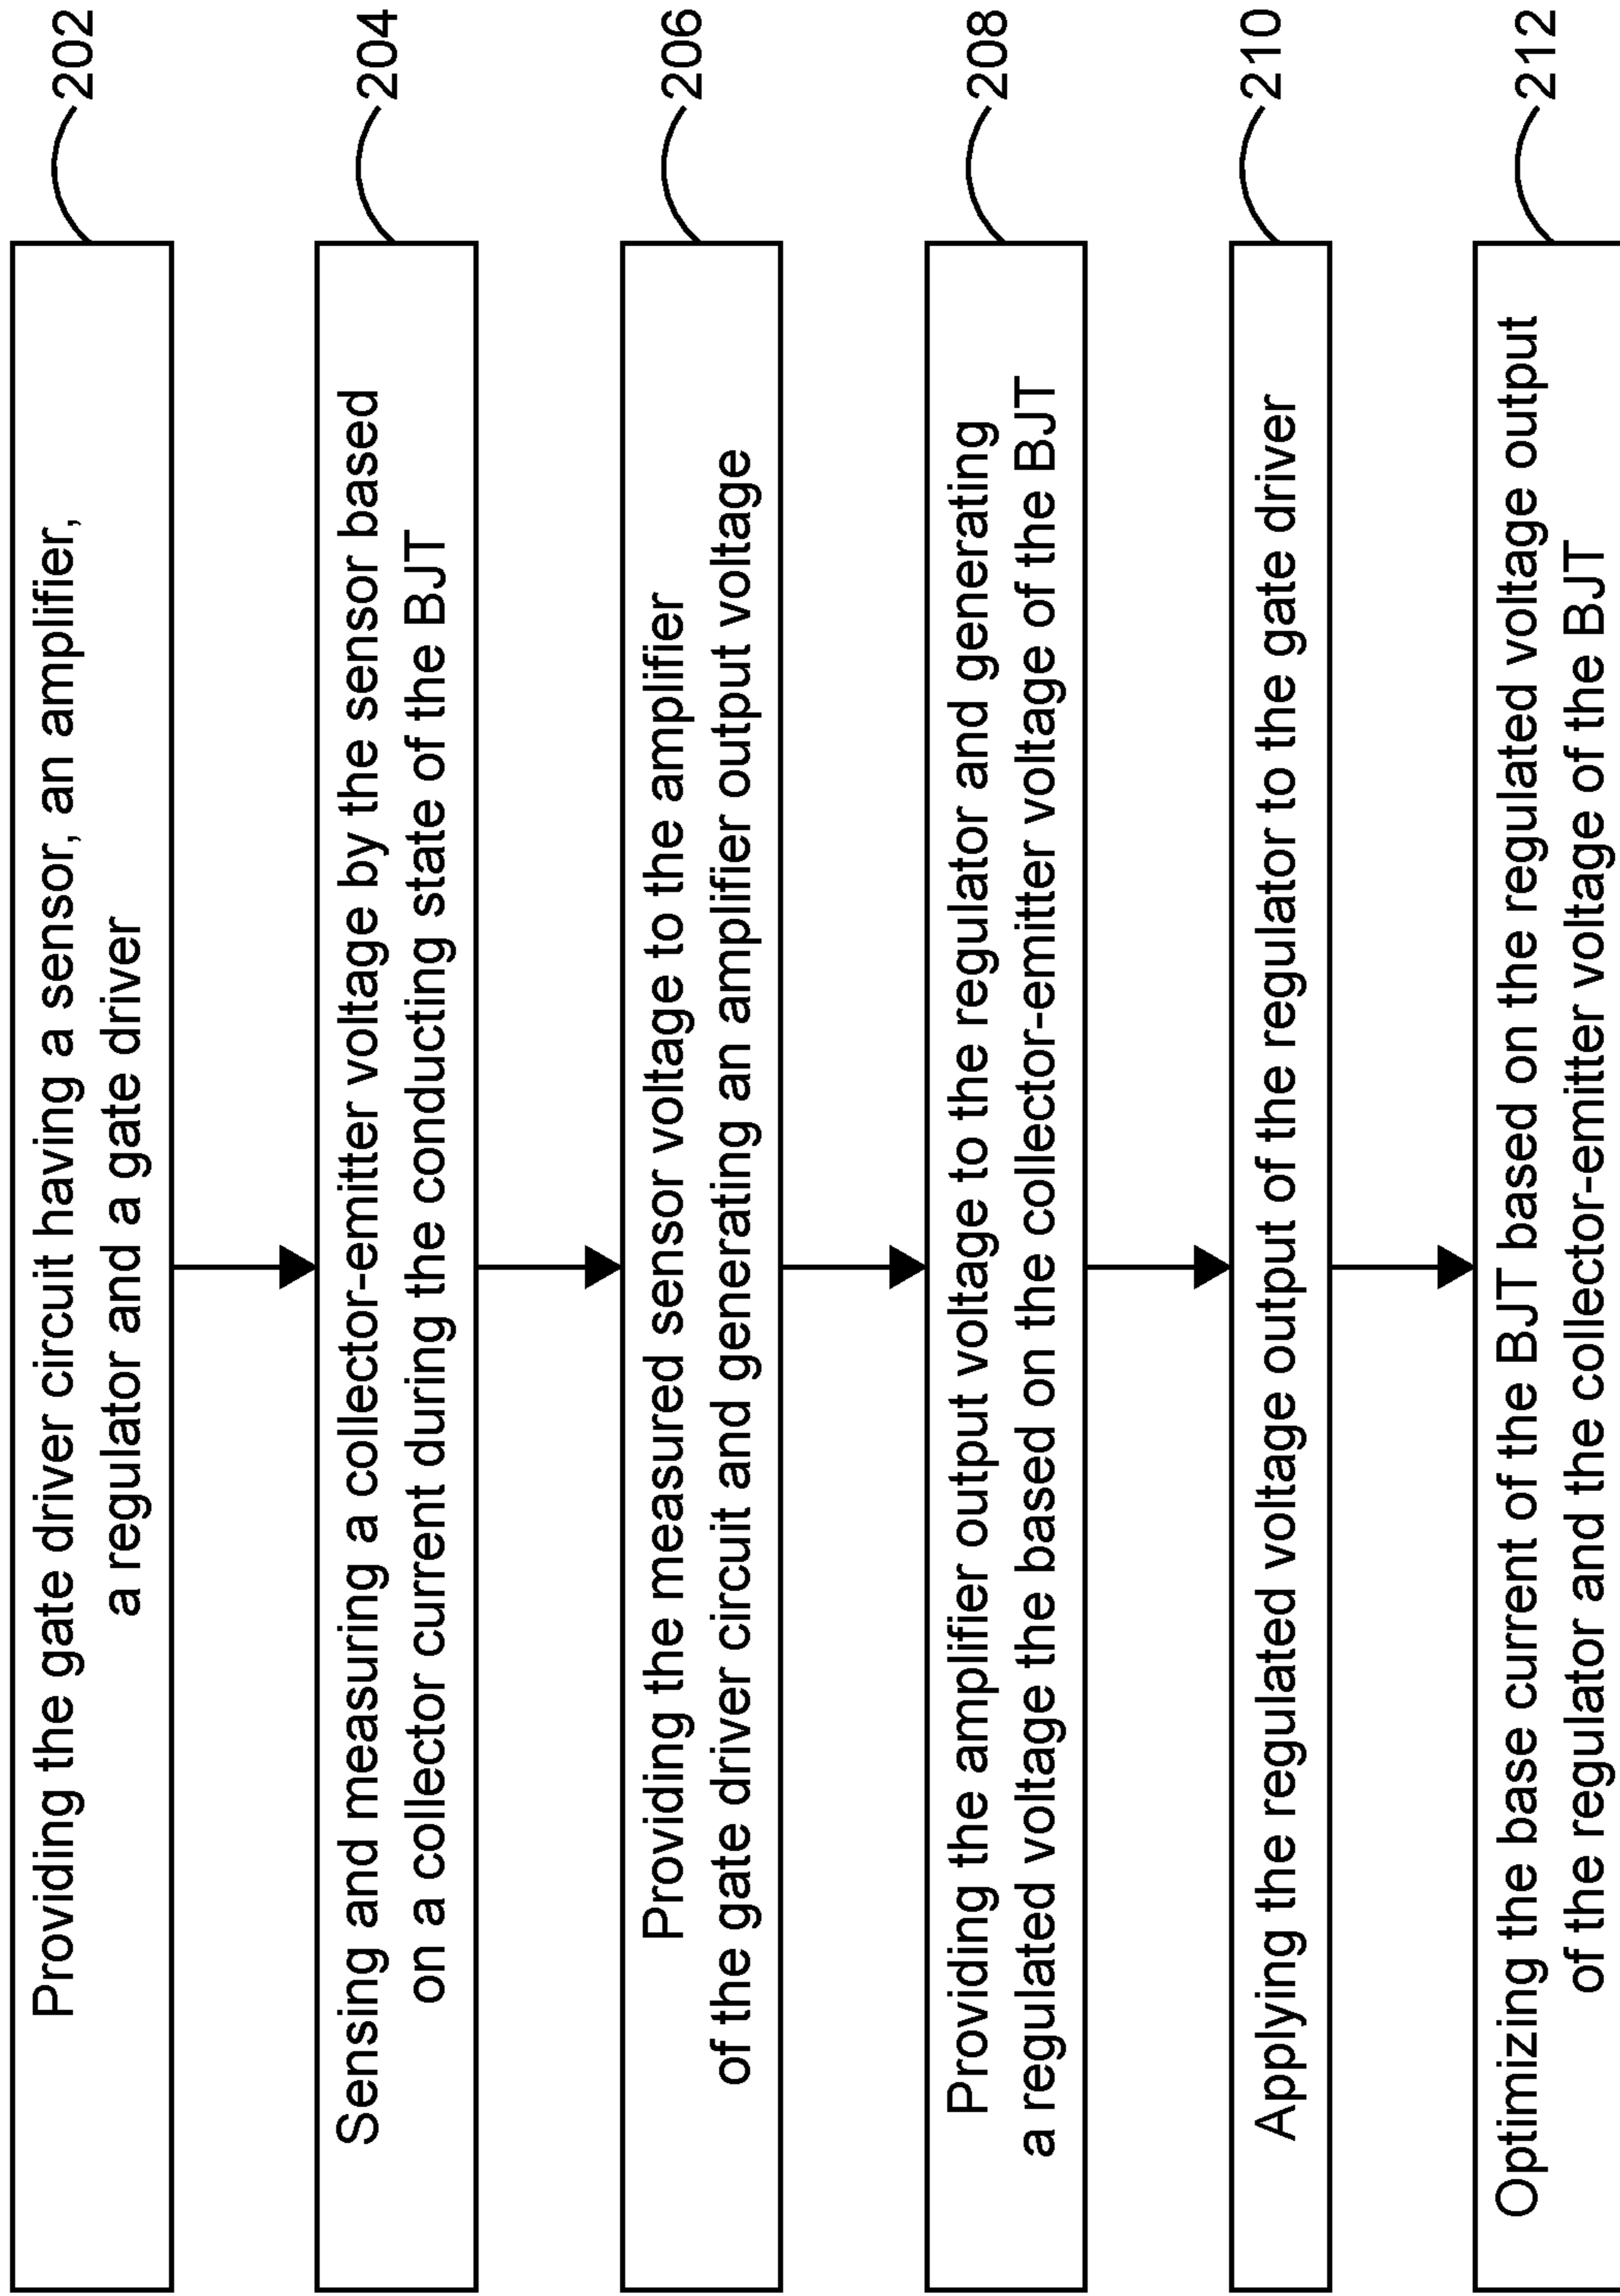 Providing the gate driver circuit having a sensor, an amplifier,
a regulator and a gate driver
202
Sensing and measuring a collector-emitter voltage by the sensor based
on a collector current during the conducting state of the BJT
204
Providing the measured sensor voltage to the amplifier
of the gate driver circuit and generating an amplifier output voltage
206
Providing the amplifier output voltage to the regulator and generating
a regulated voltage the based on the collector-emitter voltage of the BJT
208
Applying the regulated voltage output of the regulator to the gate driver
210
Optimizing the base current of the BJT based on the regulated voltage output
of the regulator and the collector-emitter voltage of the BJT
212